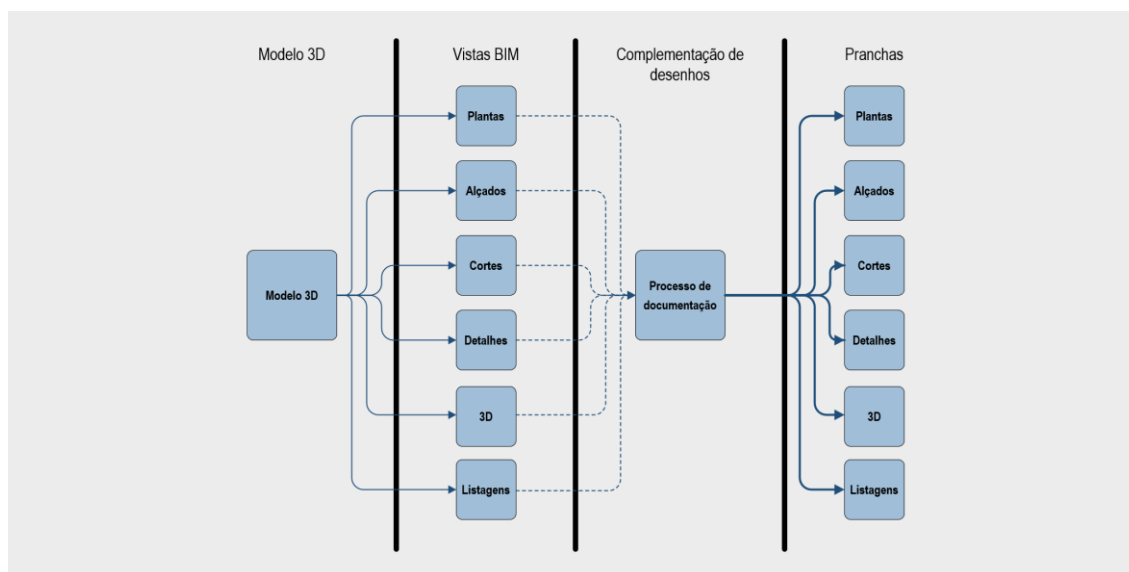 Modelo 3D
Vistas BIM
Complementação de
desenhos
Pranchas
Modelo 3D
Plantas
Alçados
Cortes
Detalhes
3D
Listagens
Processo de
documentação
Plantas
Alçados
Cortes
Detalhes
3D
Listagens